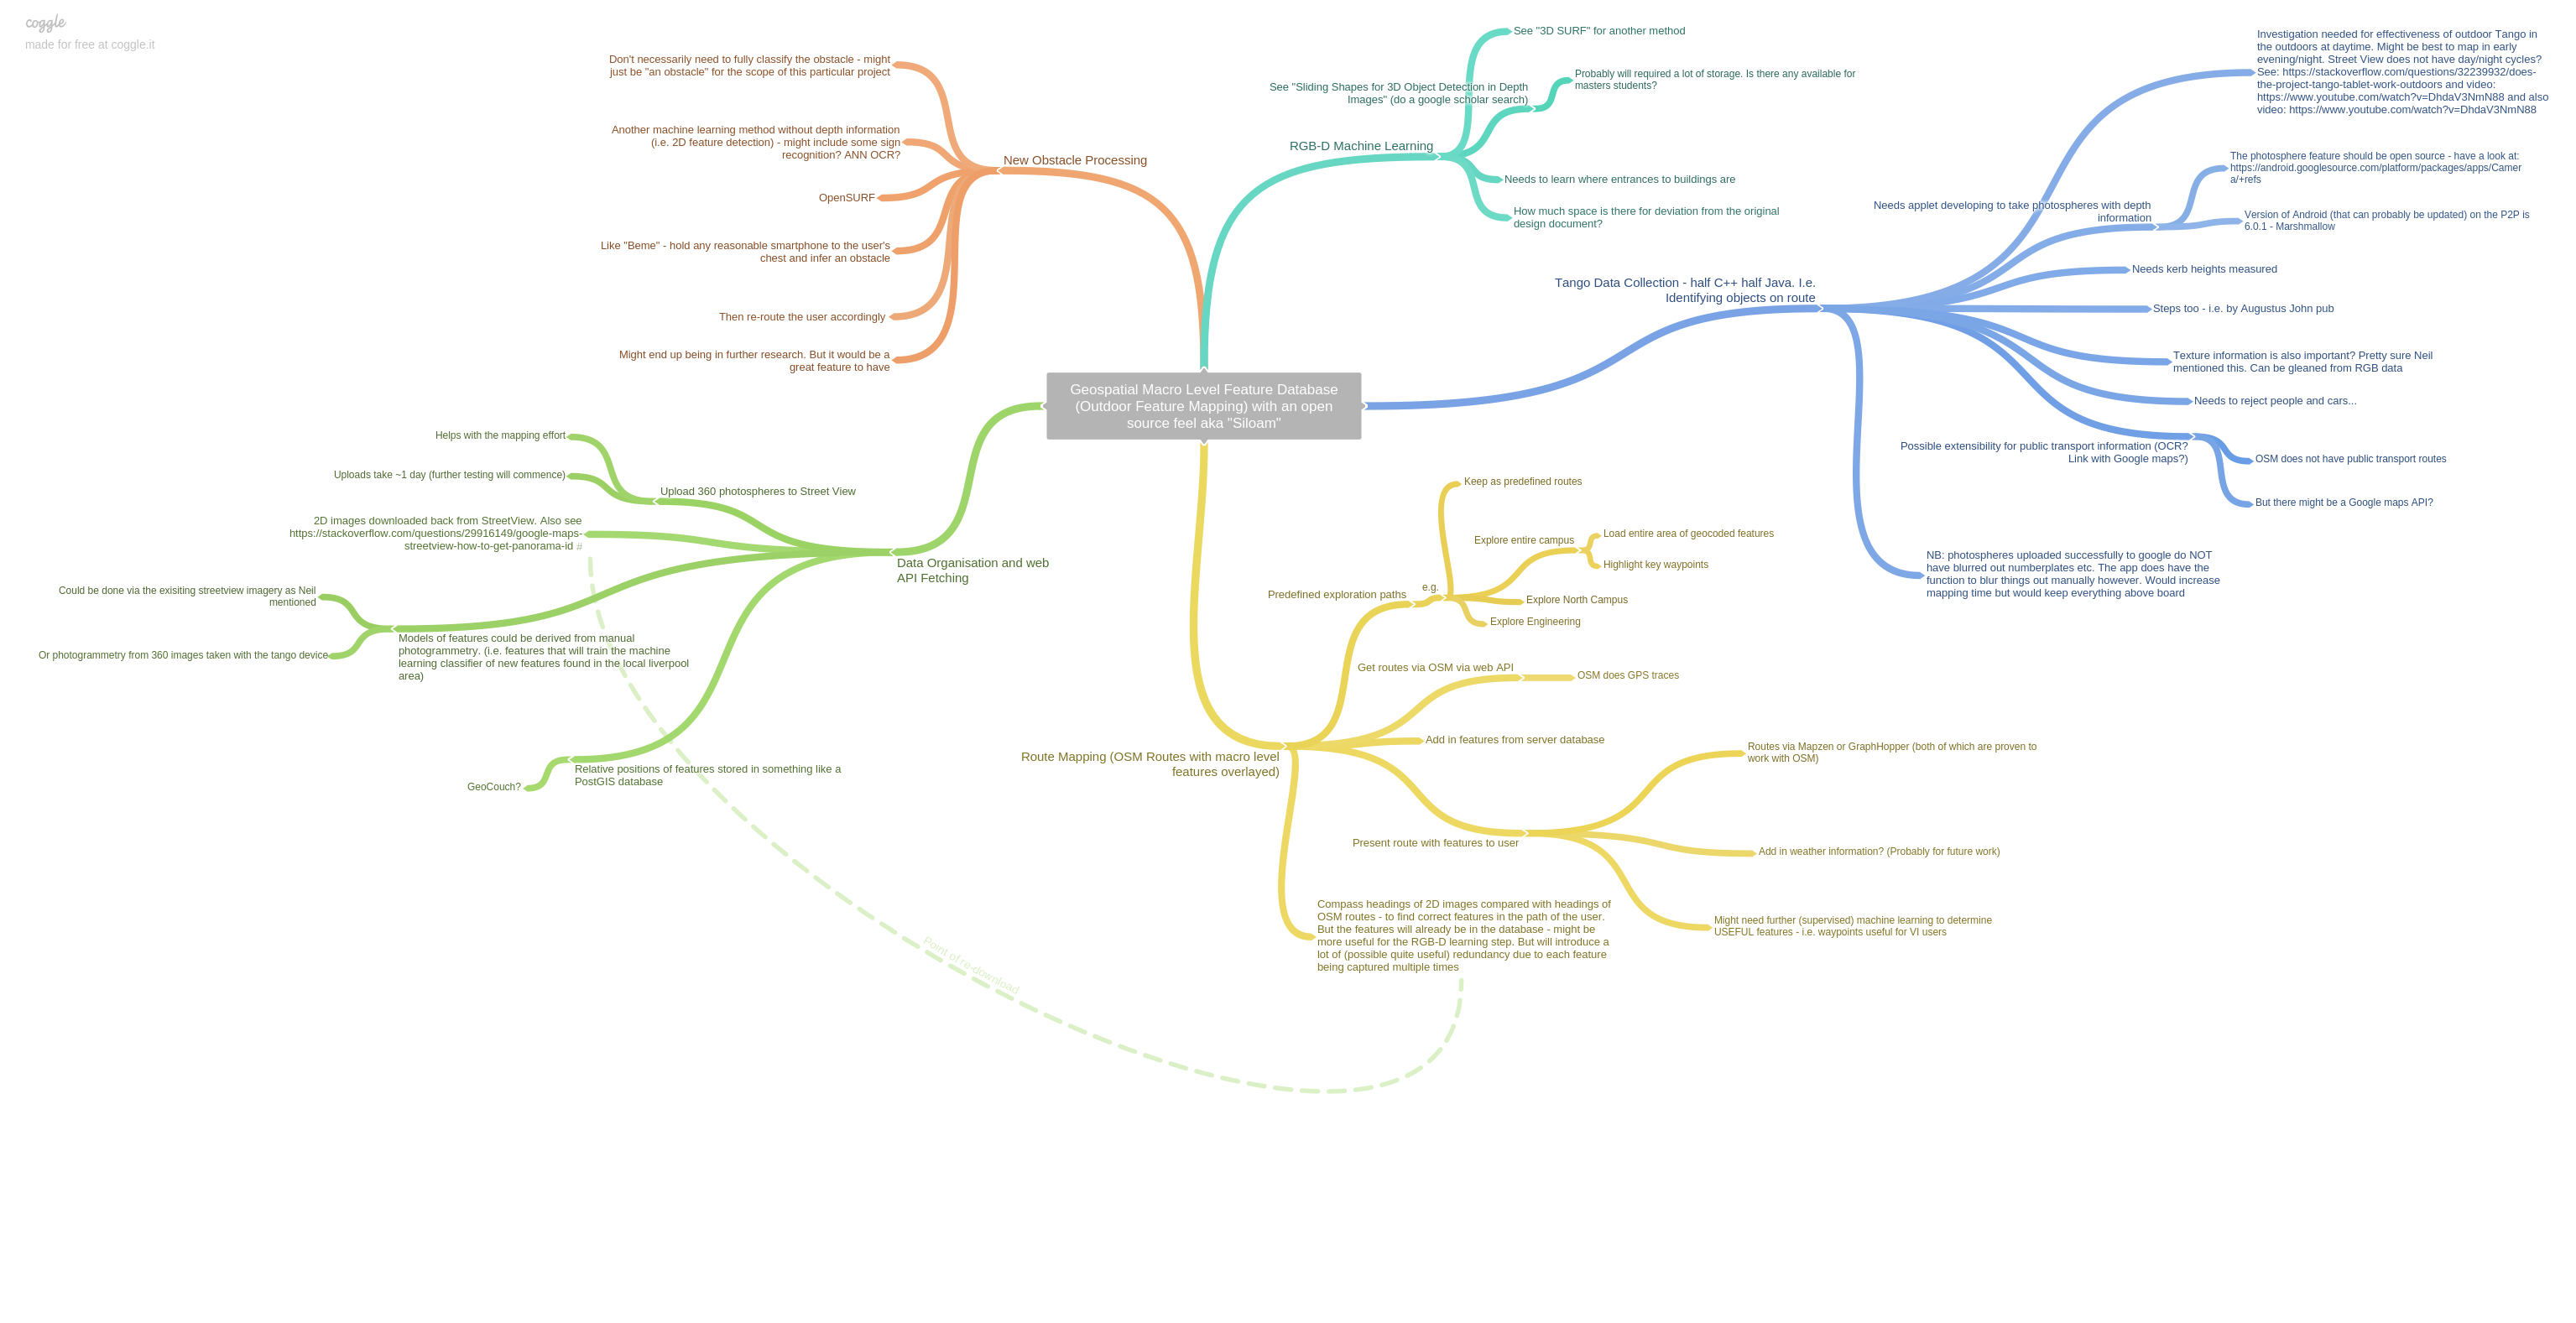 coggle
made for free at coggle.it
Geospatial Macro Level Feature Database
(Outdoor Feature Mapping) with an open
source feel aka "Siloam"
New Obstacle Processing
Don't necessarily need to fully classify the obstacle - might
just be "an obstacle" for the scope of this particular project
Another machine learning method without depth information
(i.e. 2D feature detection) - might include some sign
recognition? ANN OCR?
OpenSURF
Like "Beme" - hold any reasonable smartphone to the user's
chest and infer an obstacle
Then re-route the user accordingly
Might end up being in further research. But it would be a
great feature to have
RGB-D Machine Learning
See "3D SURF" for another method
See "Sliding Shapes for 3D Object Detection in Depth
Images" (do a google scholar search)
Probably will required a lot of storage. Is there any available for
masters students?
Needs to learn where entrances to buildings are
How much space is there for deviation from the original
design document?
Tango Data Collection - half C++ half Java. I.e.
Identifying objects on route
Investigation needed for effectiveness of outdoor Tango in
the outdoors at daytime. Might be best to map in early
evening/night. Street View does not have day/night cycles?
See: https://stackoverflow.com/questions/32239932/does-
the-project-tango-tablet-work-outdoors and video:
https://www.youtube.com/watch?v=DhdaV3NmN88 and also
video: https://www.youtube.com/watch?v=DhdaV3NmN88
Needs applet developing to take photospheres with depth
information
The photosphere feature should be open source - have a look at:
https://android.googlesource.com/platform/packages/apps/Camer
a/+refs
Version of Android (that can probably be updated) on the P2P is
6.0.1 - Marshmallow
Needs kerb heights measured
Steps too - i.e. by Augustus John pub
Texture information is also important? Pretty sure Neil
mentioned this. Can be gleaned from RGB data
Needs to reject people and cars...
Possible extensibility for public transport information (OCR?
Link with Google maps?)
OSM does not have public transport routes
But there might be a Google maps API?
NB: photospheres uploaded successfully to google do NOT
have blurred out numberplates etc. The app does have the
function to blur things out manually however. Would increase
mapping time but would keep everything above board
Data Organisation and web
API Fetching
Upload 360 photospheres to Street View
Helps with the mapping effort
Uploads take ~1 day (further testing will commence)
2D images downloaded back from StreetView. Also see
https://stackoverflow.com/questions/29916149/google-maps-
streetview-how-to-get-panorama-id #
Models of features could be derived from manual
photogrammetry. (i.e. features that will train the machine
learning classifier of new features found in the local liverpool
area)
Could be done via the exisiting streetview imagery as Neil
mentioned
Or photogrammetry from 360 images taken with the tango device
Relative positions of features stored in something like a
PostGIS database
GeoCouch?
Point of re-download
Route Mapping (OSM Routes with macro level
features overlayed)
Predefined exploration paths
e.g.
Keep as predefined routes
Explore entire campus
Load entire area of geocoded features
Highlight key waypoints
Explore North Campus
Explore Engineering
Get routes via OSM via web API
OSM does GPS traces
Add in features from server database
Present route with features to user
Routes via Mapzen or GraphHopper (both of which are proven to
work with OSM)
Add in weather information? (Probably for future work)
Might need further (supervised) machine learning to determine
USEFUL features - i.e. waypoints useful for VI users
Compass headings of 2D images compared with headings of
OSM routes - to find correct features in the path of the user.
But the features will already be in the database - might be
more useful for the RGB-D learning step. But will introduce a
lot of (possible quite useful) redundancy due to each feature
being captured multiple times